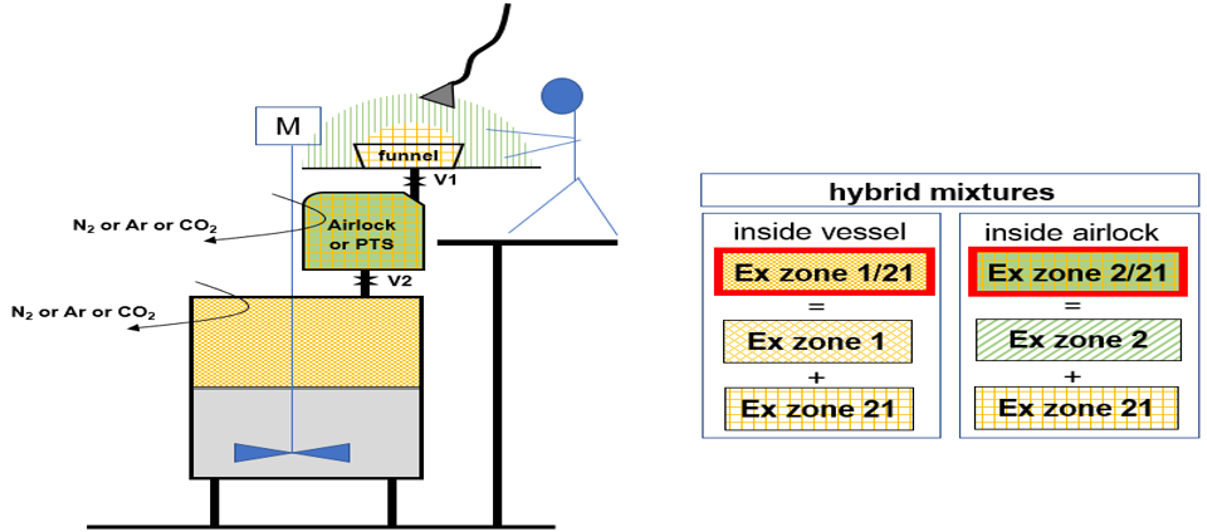 M
funnel
V1
N₂ or Ar or CO₂
Airlock
or PTS
V2
N₂ or Ar or CO₂
hybrid mixtures
inside vessel
Ex zone 1/21
=
Ex zone 1
+
Ex zone 21
inside airlock
Ex zone 2/21
=
Ex zone 2
+
Ex zone 21